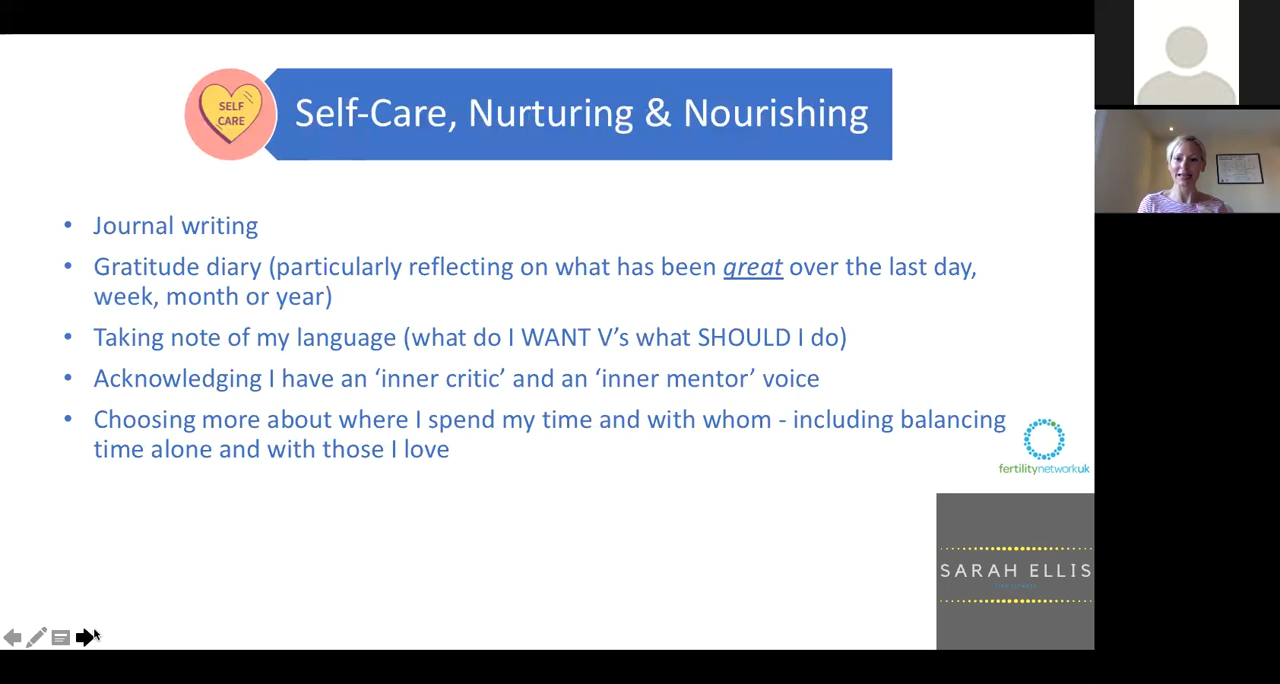 SELF
CARE
Self-Care, Nurturing & Nourishing
• Journal writing
• Gratitude diary (particularly reflecting on what has been great over the last day,
week, month or year)
• Taking note of my language (what do I WANT V’s what SHOULD I do)
• Acknowledging I have an ‘inner critic’ and an ‘inner mentor’ voice
• Choosing more about where I spend my time and with whom - including balancing
time alone and with those I love
fertilitynetworkuk
SARAH ELLIS